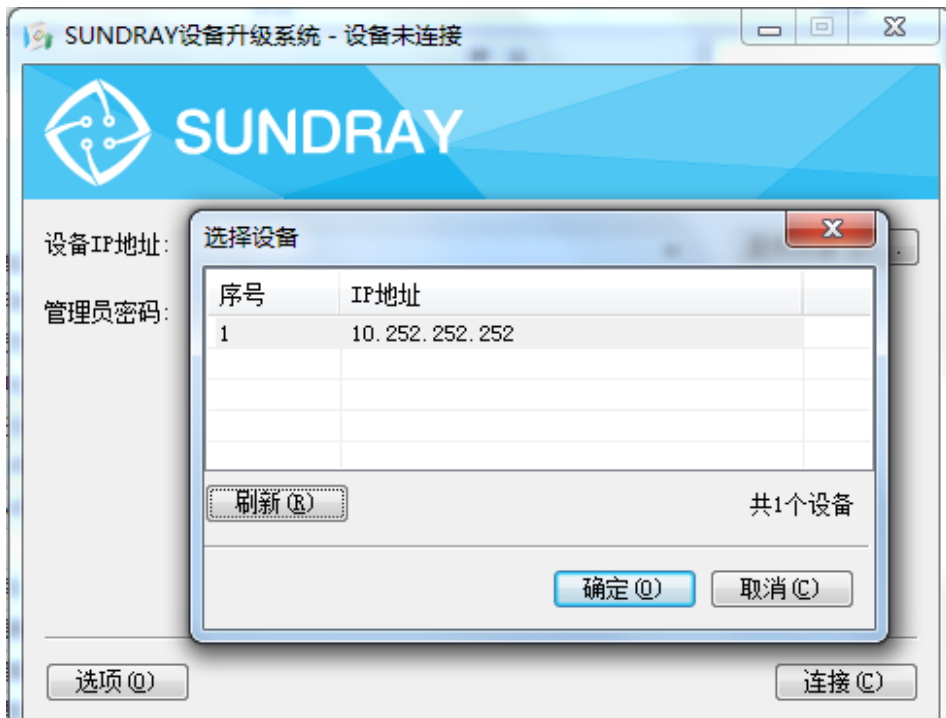 SUNDRAY设备升级系统 - 设备未连接
SUNDRAY
设备IP地址:
管理员密码:
选择设备
序号 IP地址
1 10.252.252.252
刷新(R)
共1个设备
确定(O) 取消(C)
选项(O) 连接(C)